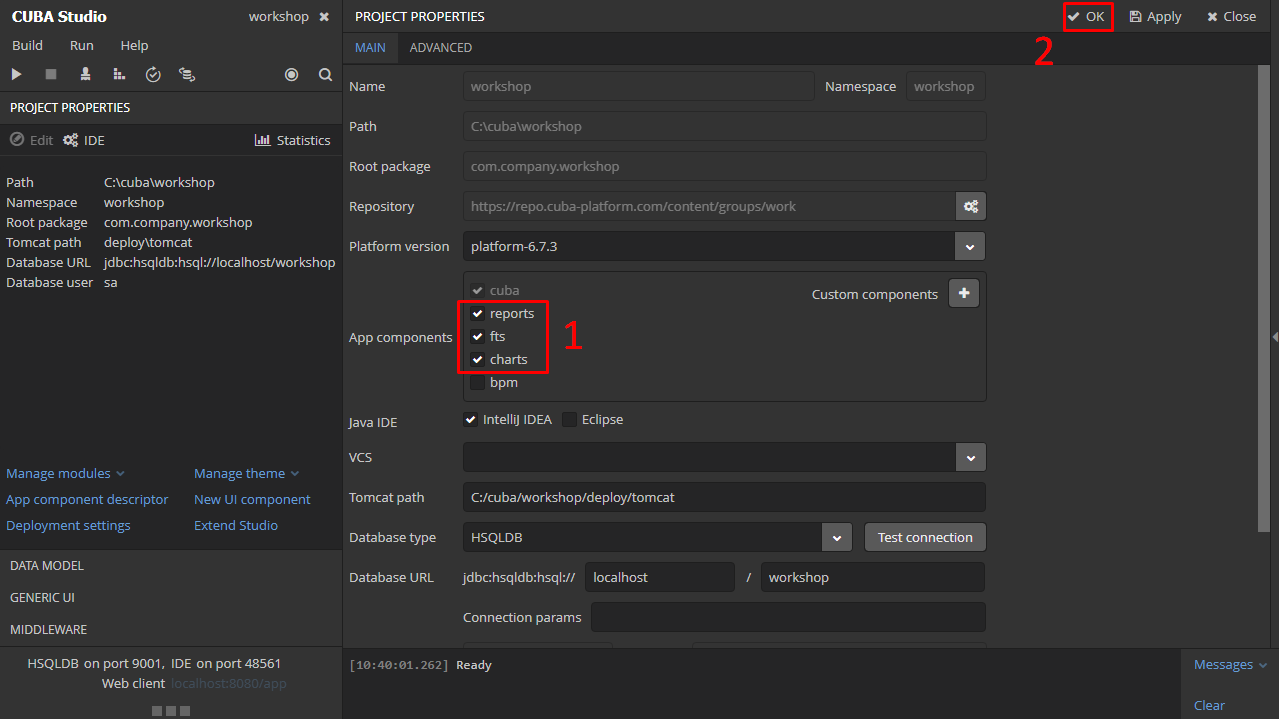 CUBA Studio workshop
Build Run Help
PROJECT PROPERTIES
Edit IDE Statistics
Path C:\cuba\workshop
Namespace workshop
Root package com.company.workshop
Tomcat path deploy\tomcat
Database URL jdbc:hsqldb:hsql://localhost/workshop
Database user sa
Manage modules Manage theme
App component descriptor New UI component
Deployment settings Extend Studio
DATA MODEL
GENERIC UI
MIDDLEWARE
HSQLDB on port 9001, IDE on port 48561
Web client localhost:8080/app
PROJECT PROPERTIES OK Apply Close
2
MAIN ADVANCED
Name workshop Namespace workshop
Path C:\cuba\workshop
Root package com.company.workshop
Repository https://repo.cuba-platform.com/content/groups/work
Platform version platform-6.7.3
App components
cuba Custom components
reports
fts
charts
bpm
1
Java IDE IntelliJ IDEA Eclipse
VCS
Tomcat path C:/cuba/workshop/deploy/tomcat
Database type HSQLDB Test connection
Database URL jdbc:hsqldb:hsql:// localhost / workshop
Connection params
[10:40:01.262] Ready
Messages
Clear